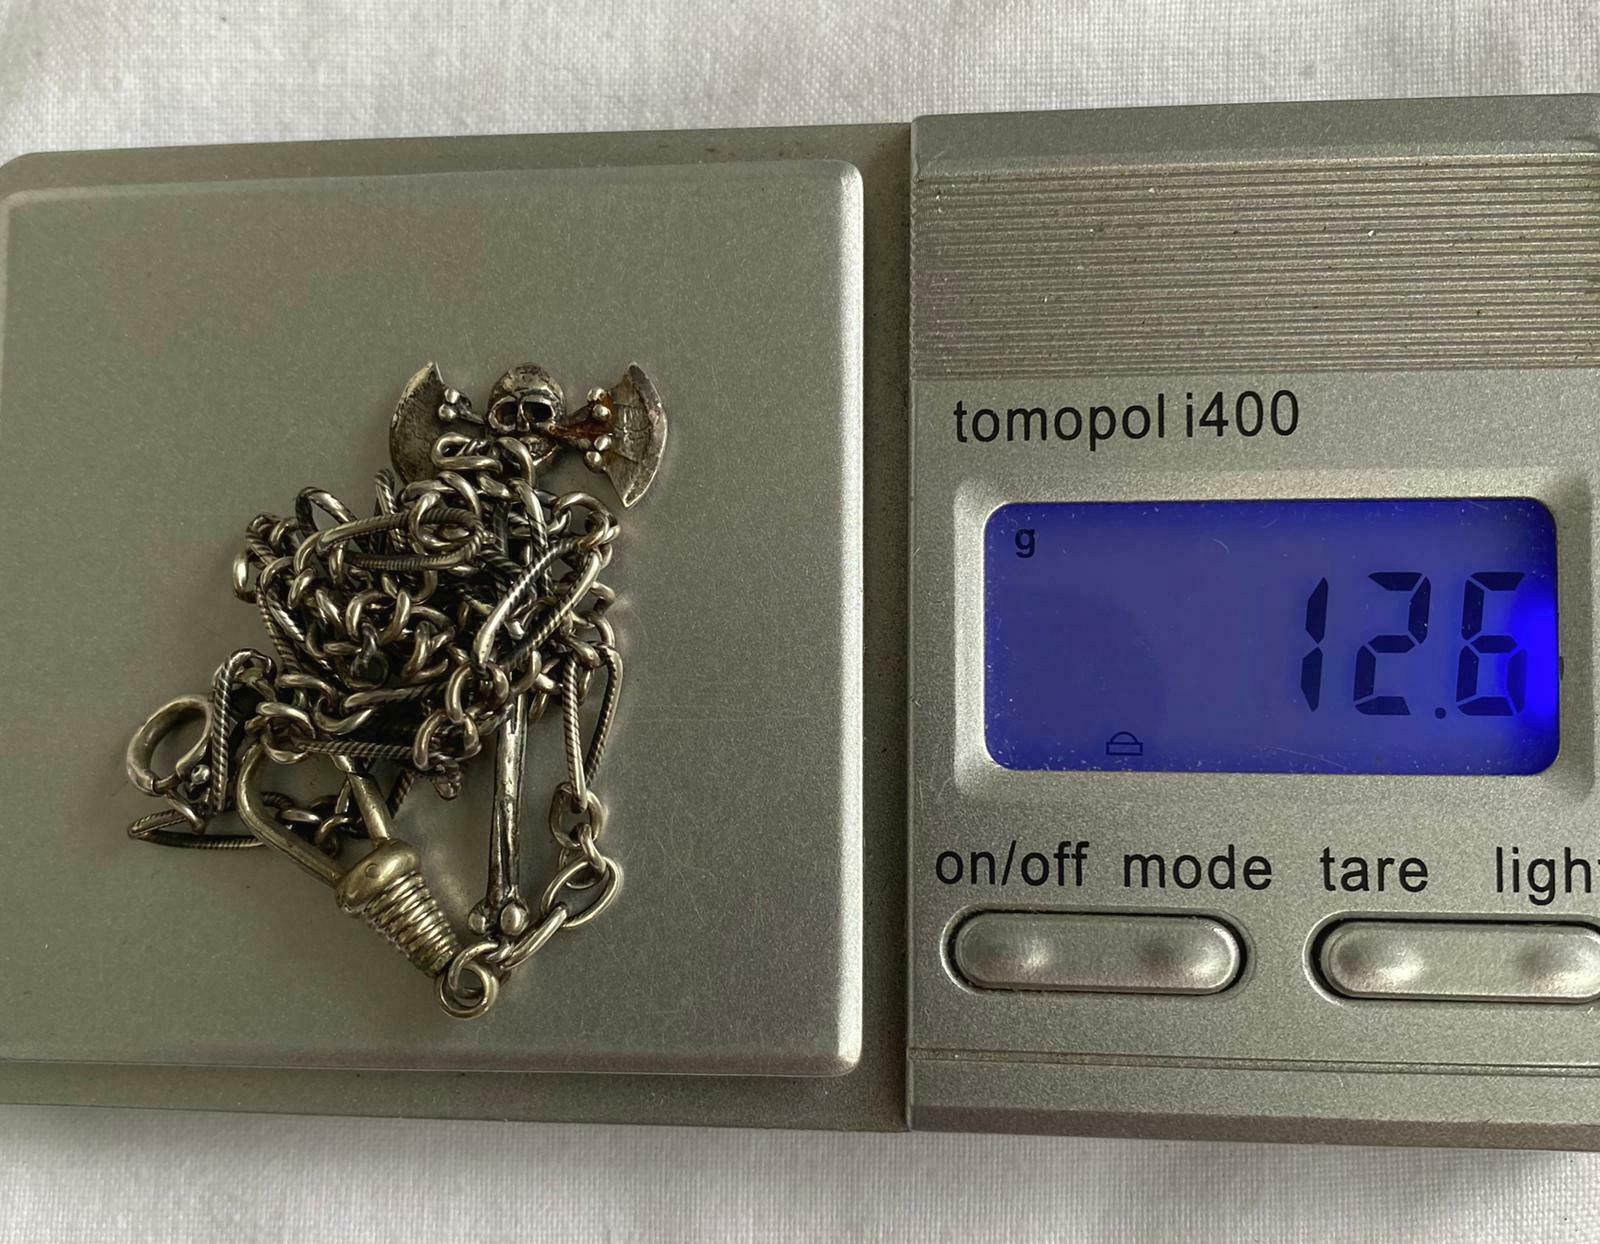 tomopol i400
g
12.6
on/off mode tare light